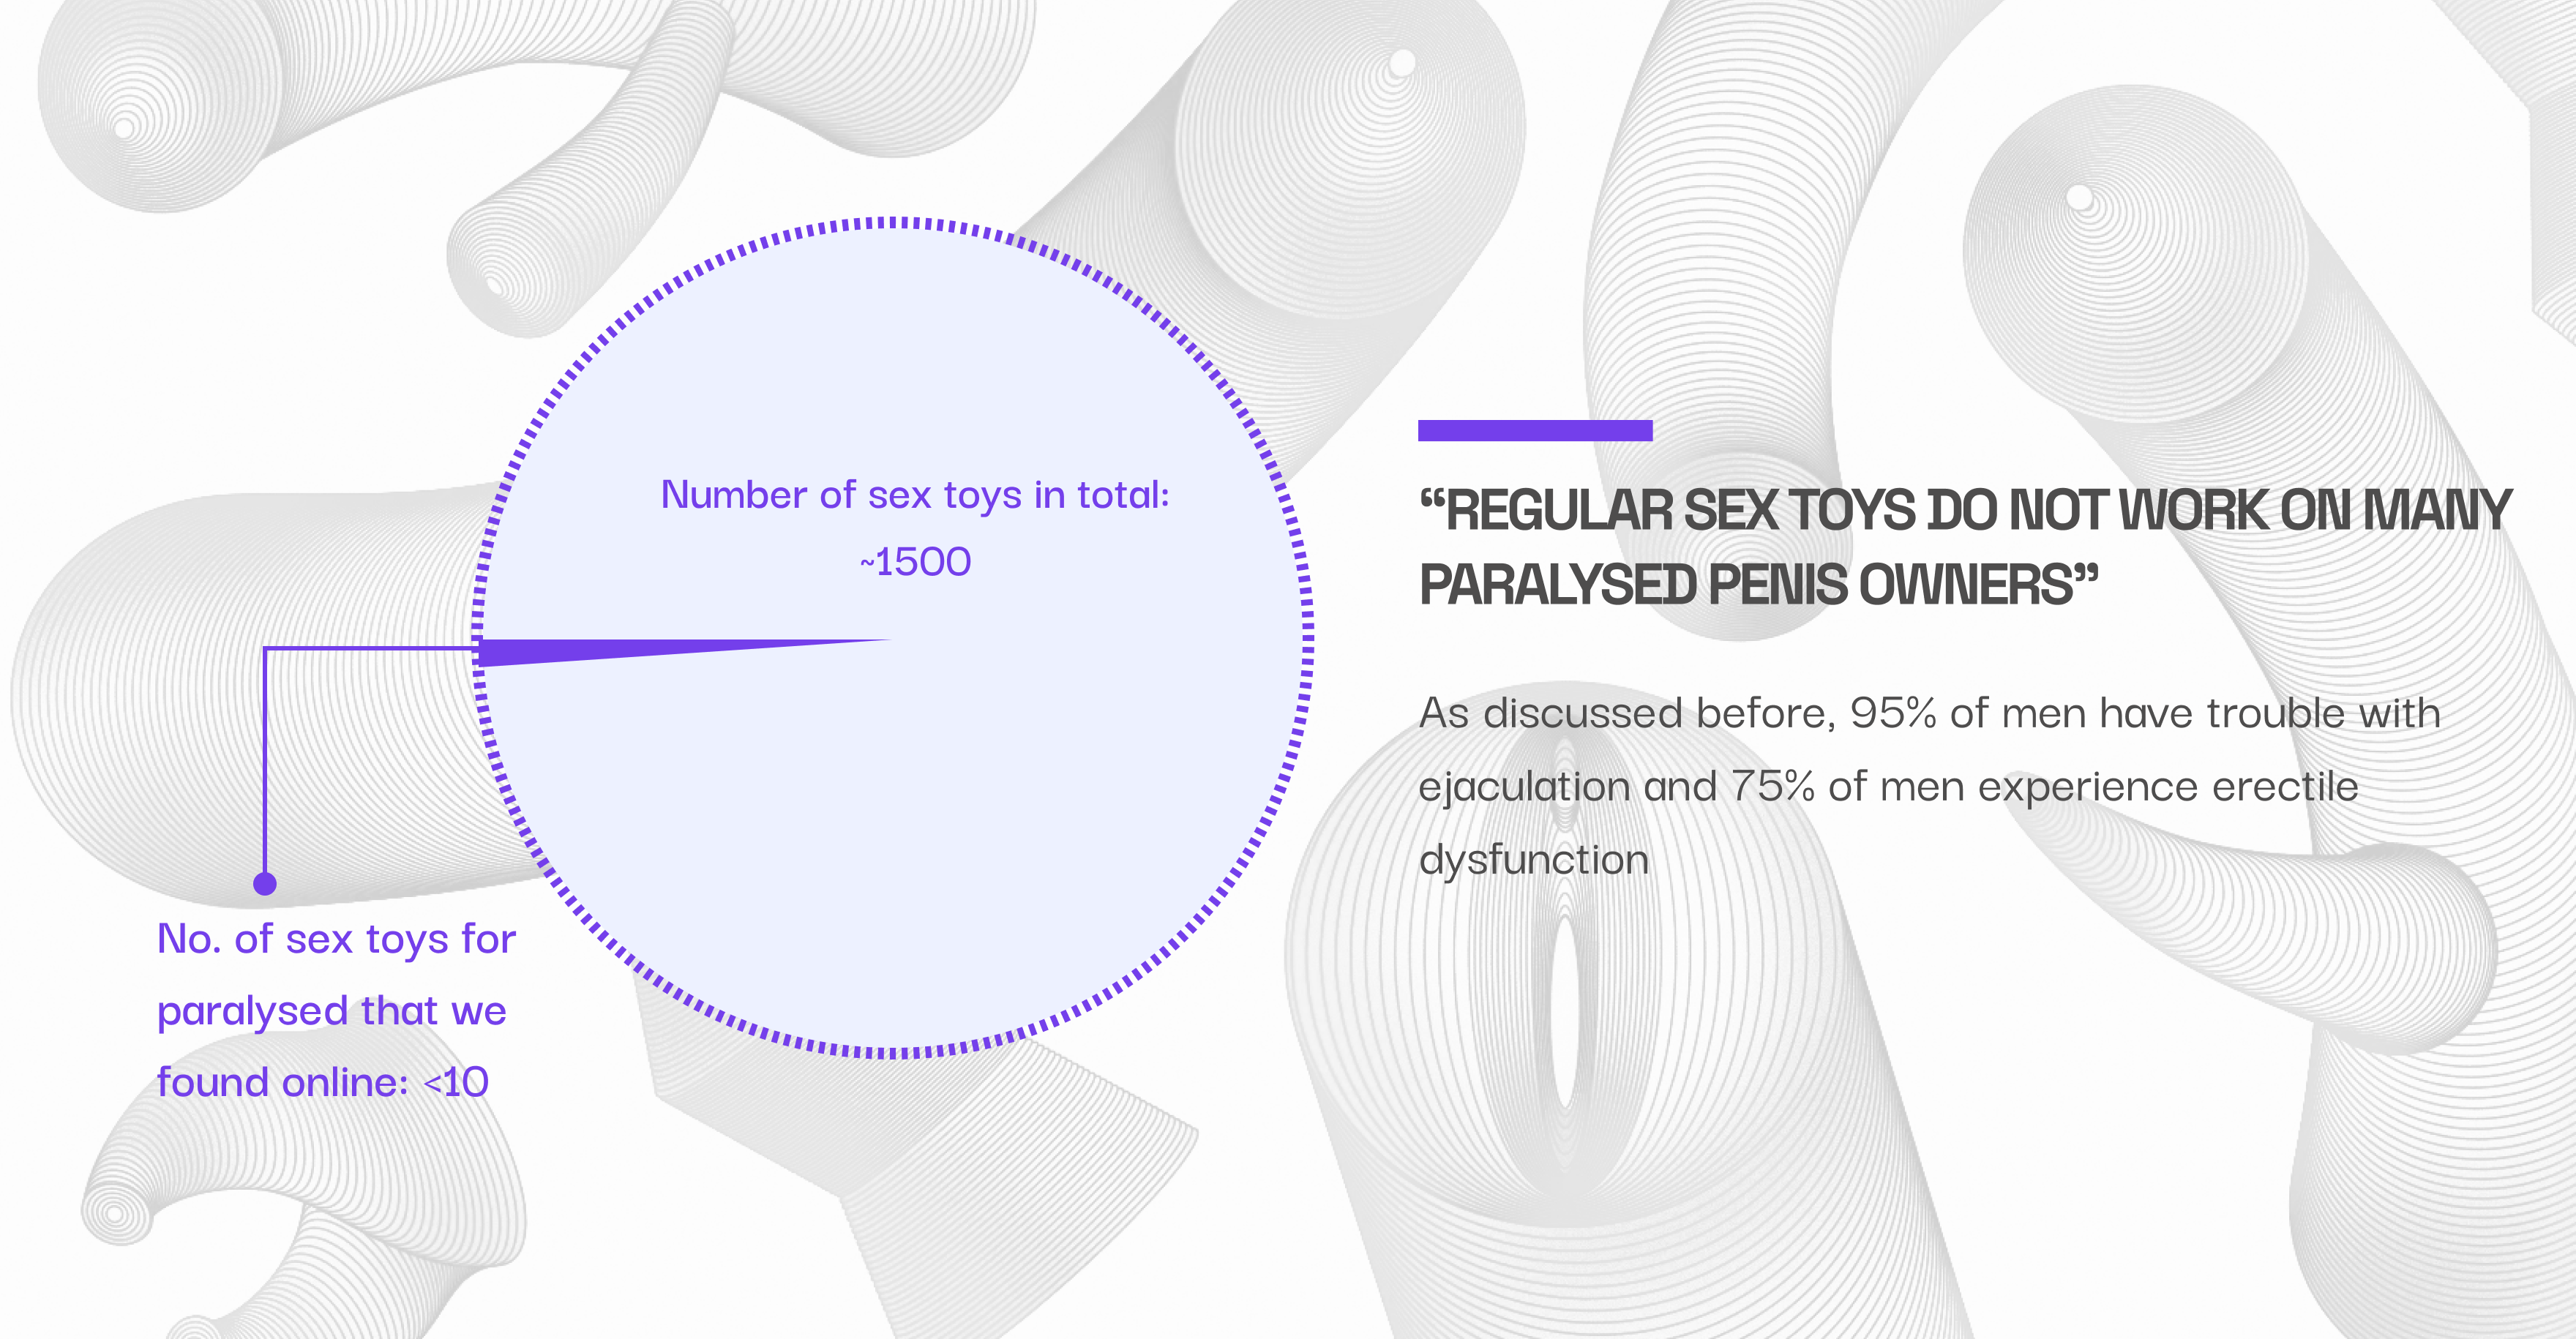 Number of sex toys in total:
~1500
No. of sex toys for
paralysed that we
found online: <10
“REGULAR SEX TOYS DO NOT WORK ON MANY
PARALYSED PENIS OWNERS”
As discussed before, 95% of men have trouble with
ejaculation and 75% of men experience erectile
dysfunction